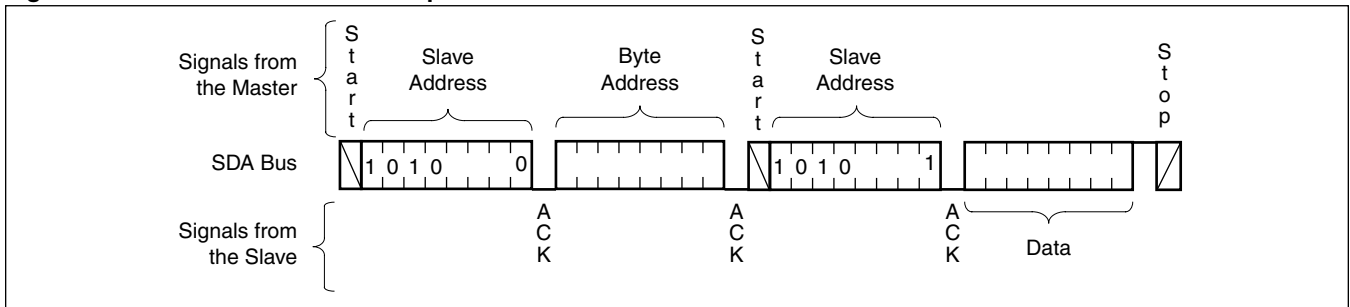 Signals from
the Master
Start
Slave
Address
Byte
Address
Start
Slave
Address
Stop
SDA Bus
1 0 1 0 0
1 0 1 0 1
Signals from
the Slave
ACK
ACK
ACK
Data